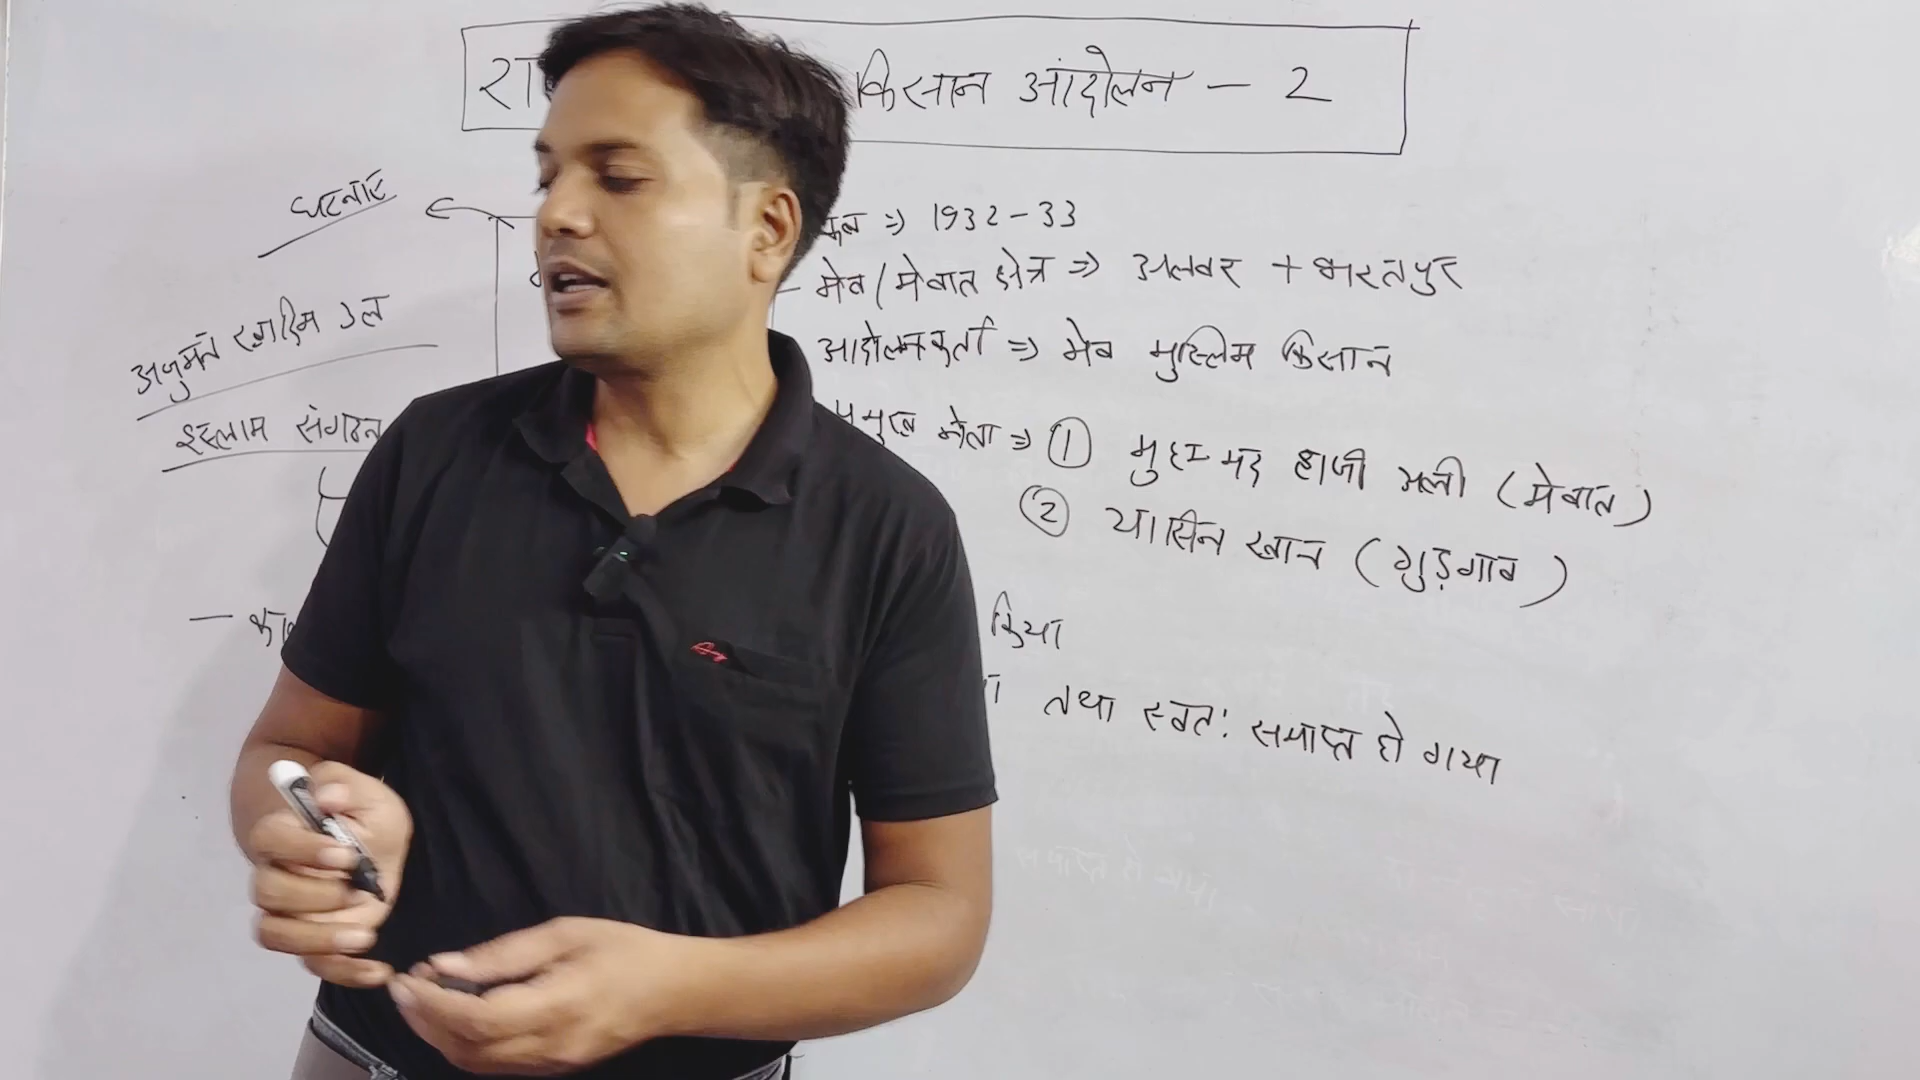 किसान आंदोलन - 2
घटनाएं
कब ⇒ 1932-33
मेव / मेवात क्षेत्र ⇒ अलवर + भरतपुर
आंदोलनकर्ता ⇒ मेव मुस्लिम किसान
प्रमुख नेता ⇒ ① मुहम्मद हाजी अली (मेवात)
② यासिन खान (गुड़गांव)
अंजुमन खादिम उल
इस्लाम संगठन
किया
तथा स्वतः समाप्त हो गया